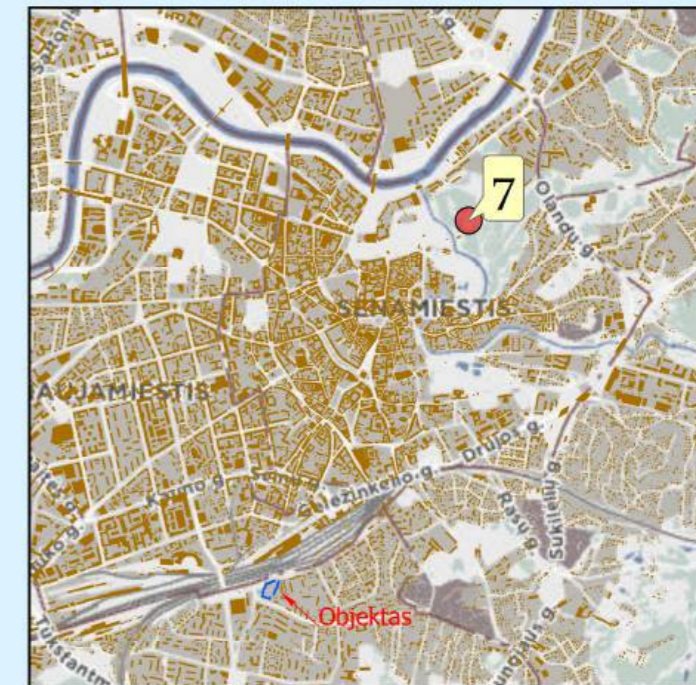 7
Olandų g.
SENAMIESTIS
NAUJAMIESTIS
Drujos g.
Kauno g.
Geležinkelio g.
Rasų g.
Sukilėlių g.
Objektas